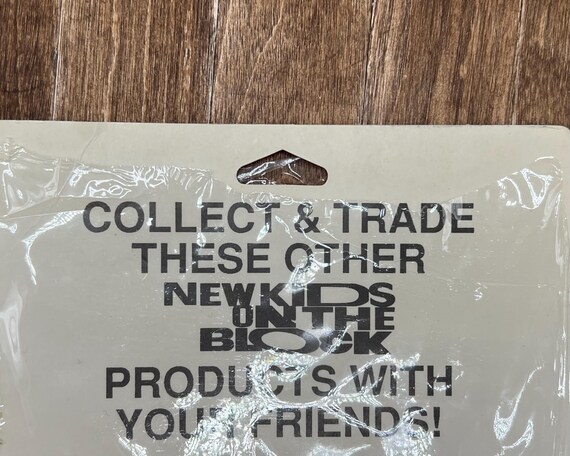 COLLECT & TRADE
THESE OTHER
NEW KIDS
ON THE
BLOCK
PRODUCTS WITH
YOUR FRIENDS!